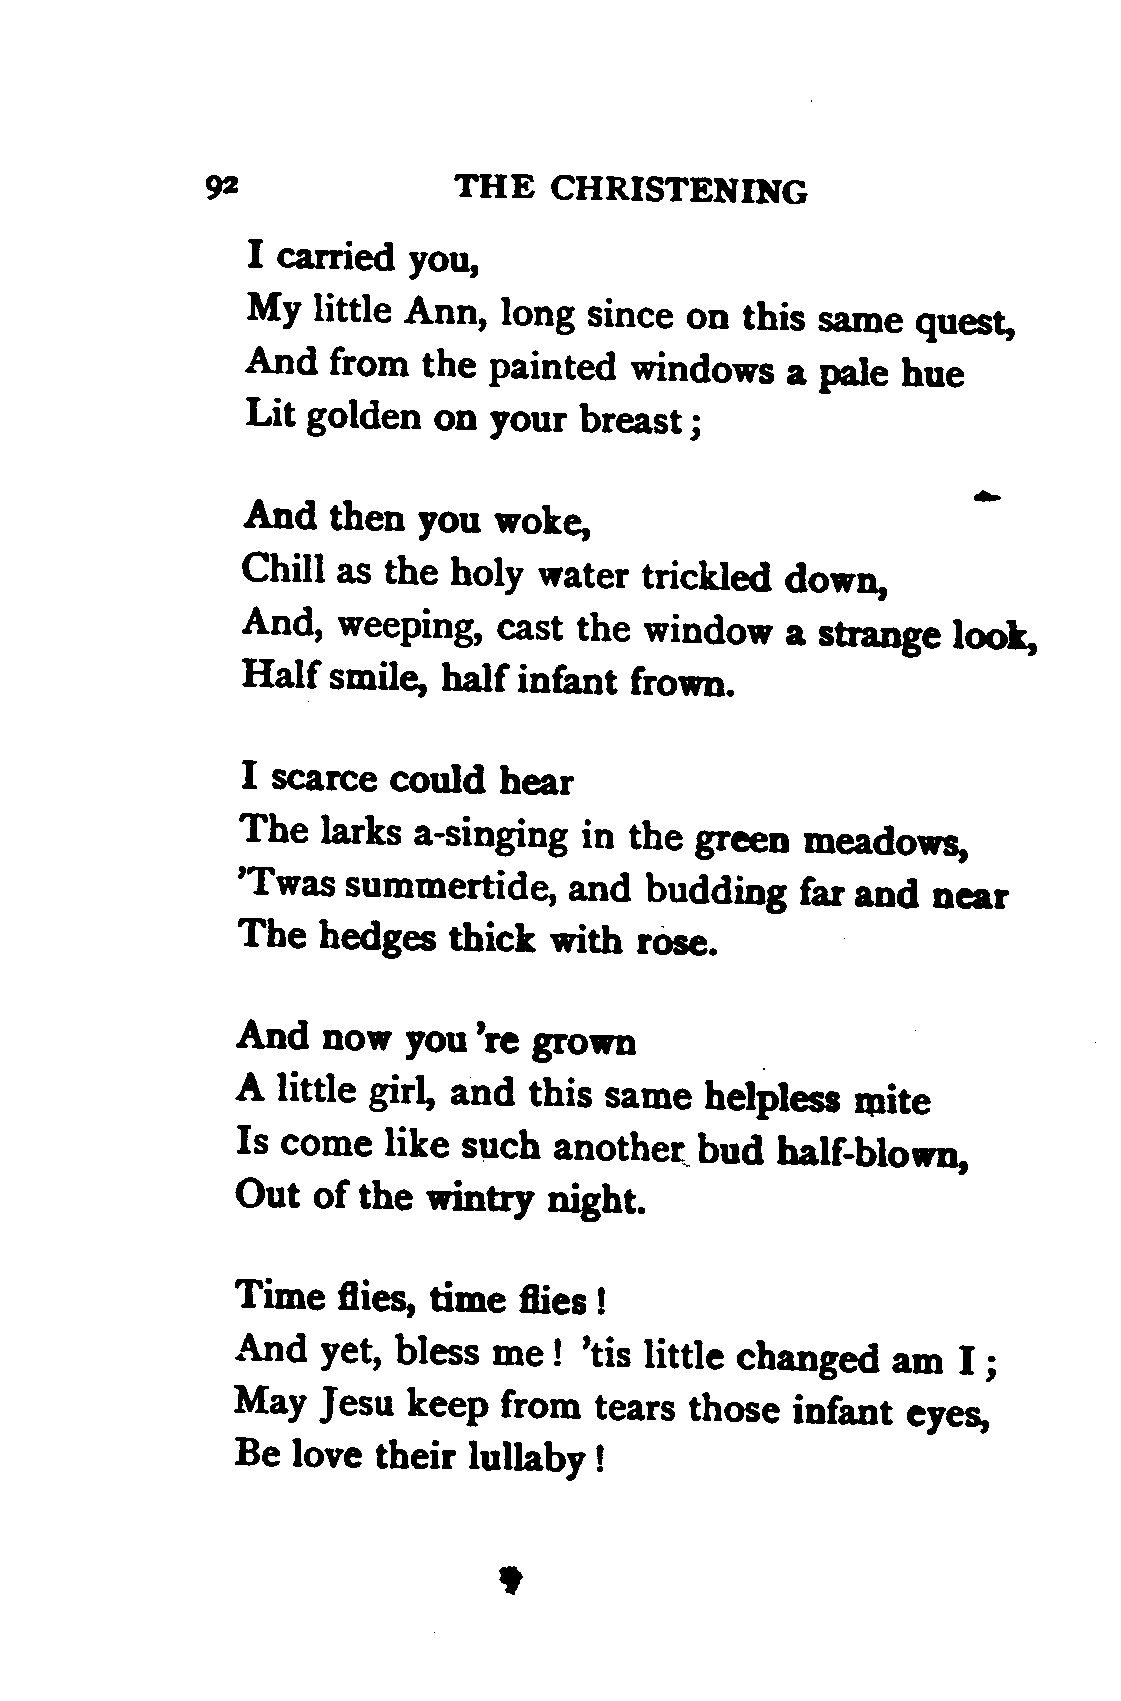 92 THE CHRISTENING
I carried you,
My little Ann, long since on this same quest,
And from the painted windows a pale hue
Lit golden on your breast ;
And then you woke,
Chill as the holy water trickled down,
And, weeping, cast the window a strange look,
Half smile, half infant frown.
I scarce could hear
The larks a-singing in the green meadows,
’Twas summertide, and budding far and near
The hedges thick with rose.
And now you ’re grown
A little girl, and this same helpless mite
Is come like such another bud half-blown,
Out of the wintry night.
Time flies, time flies !
And yet, bless me ! ’tis little changed am I ;
May Jesu keep from tears those infant eyes,
Be love their lullaby !